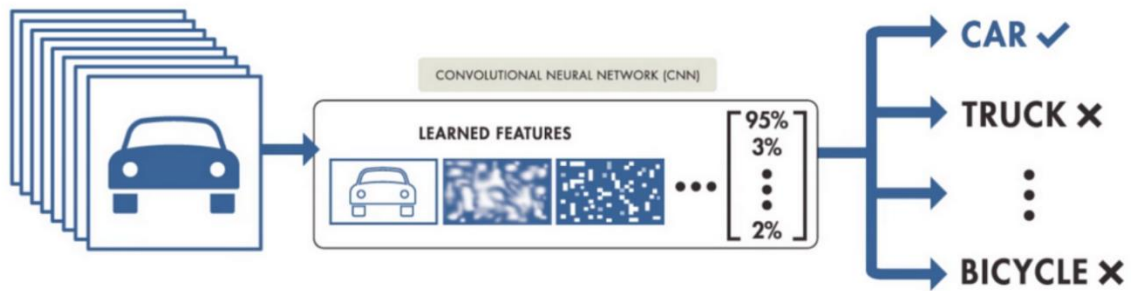 CONVOLUTIONAL NEURAL NETWORK (CNN)
LEARNED FEATURES
95%
3%
2%
CAR
TRUCK
BICYCLE